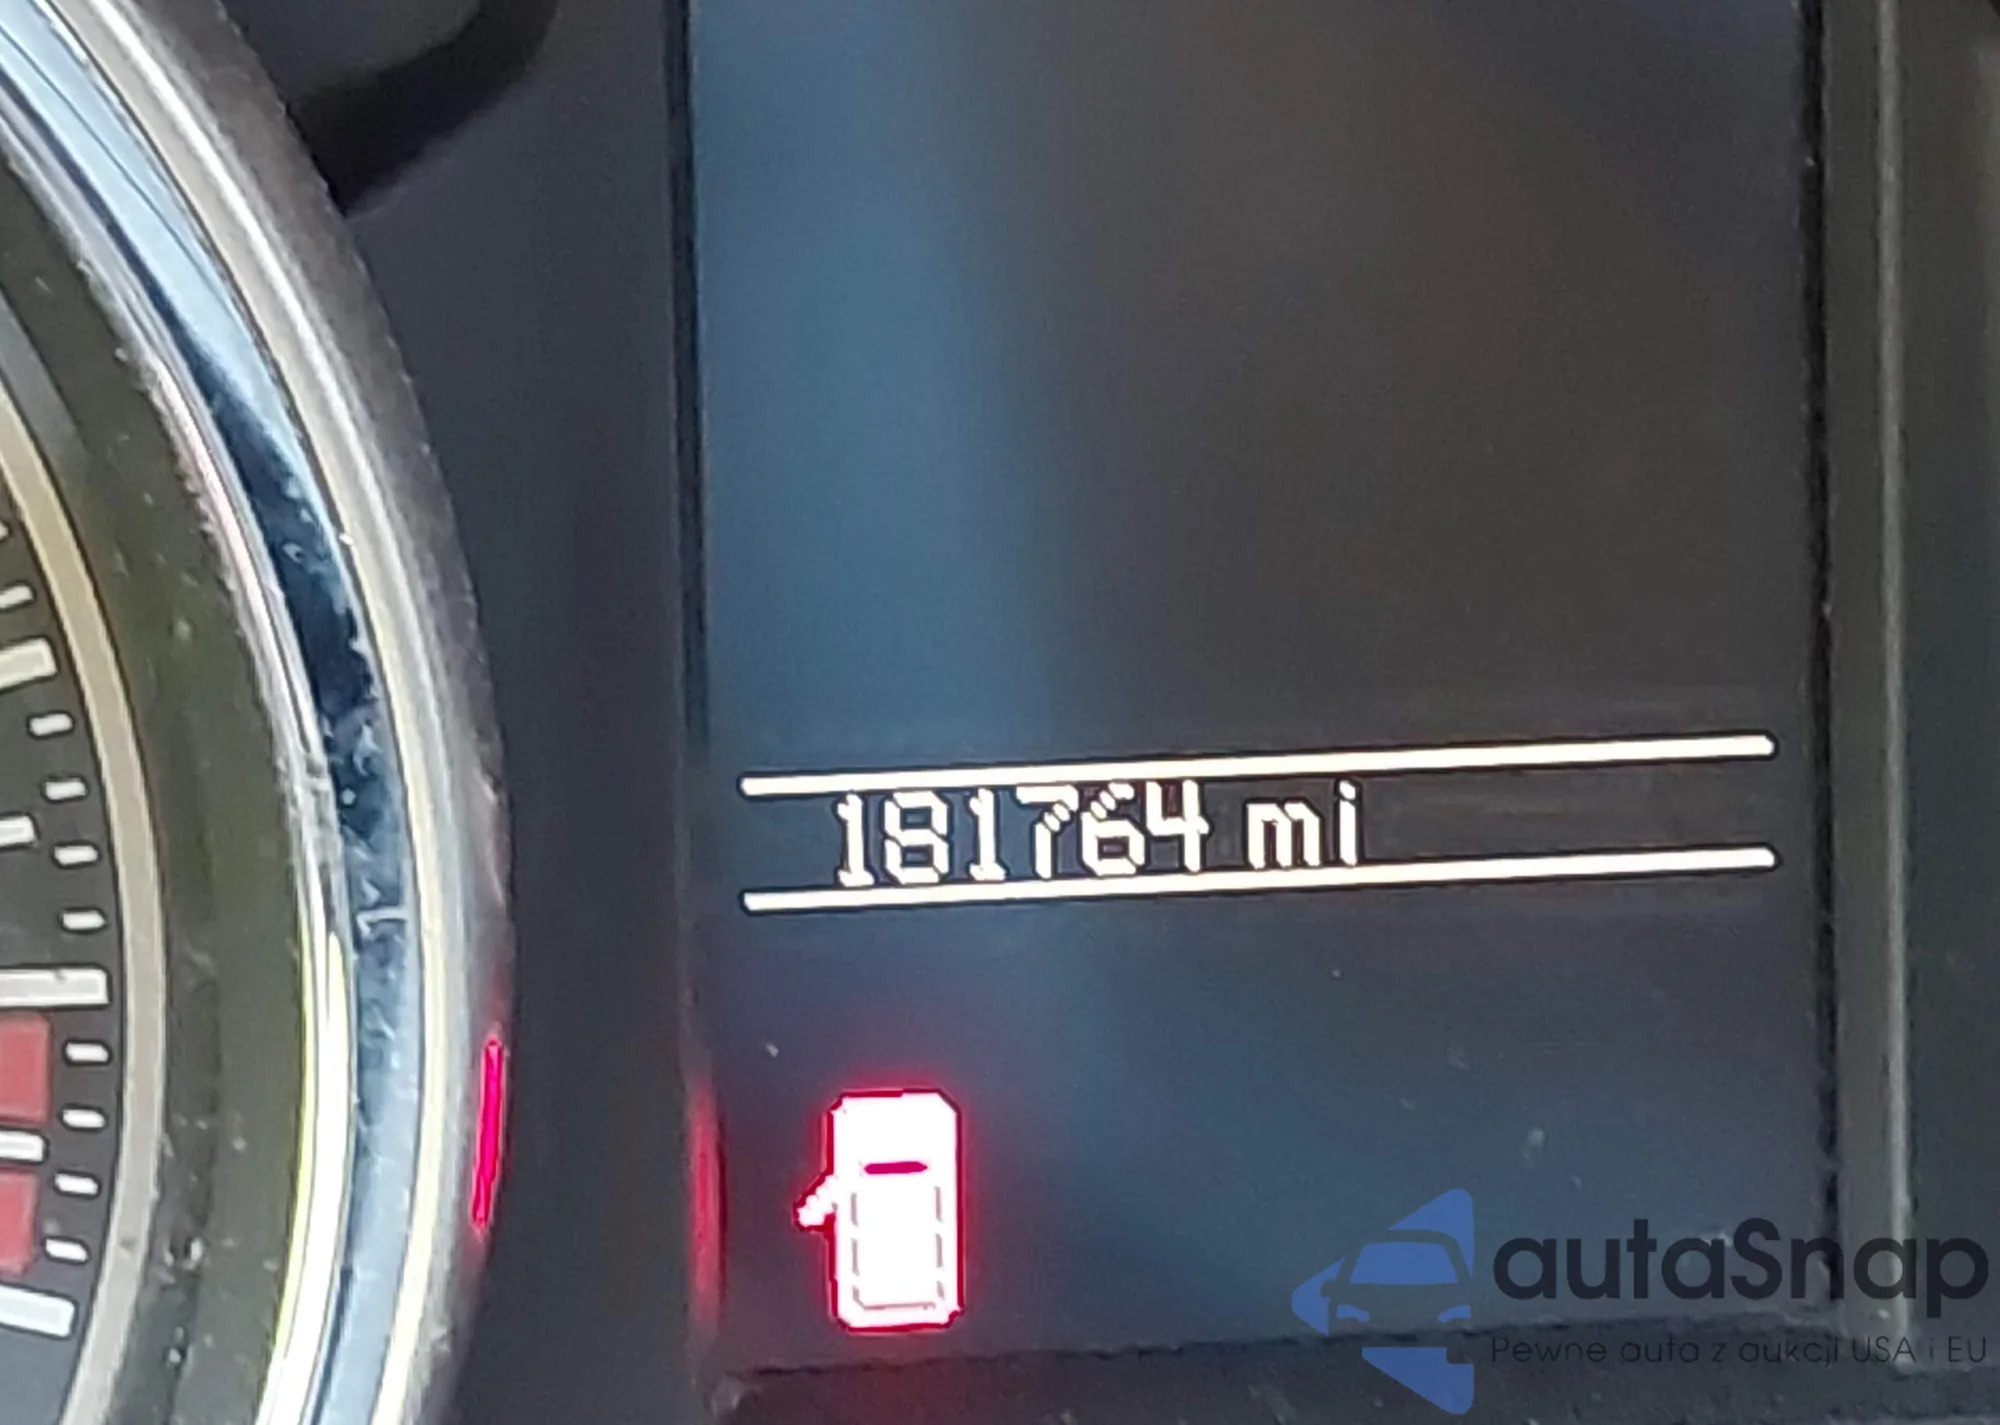 181764 mi
autaSnap
Pewne auta z aukcji USA i EU